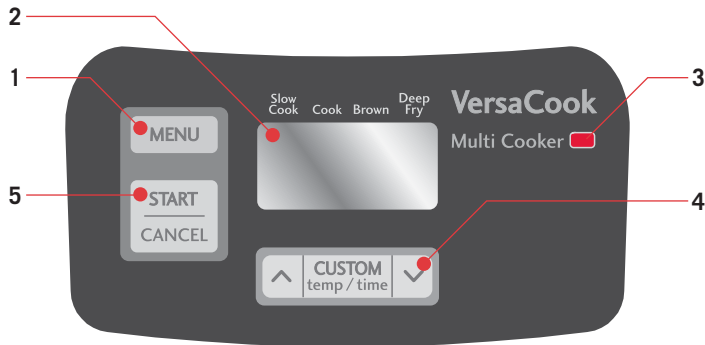 2
1
3
5
4
Slow
Cook Cook Brown Deep
Fry
VersaCook
Multi Cooker
MENU
START
CANCEL
CUSTOM
temp / time